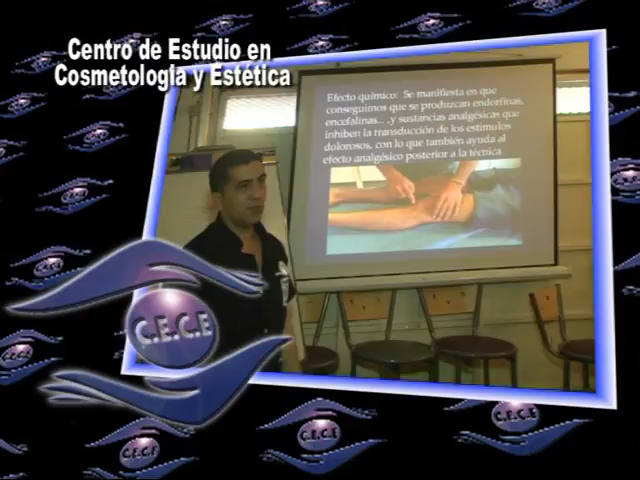 Centro de Estudio en
Cosmetologia y Estética
Efecto químico: Se manifiesta en que
conseguimos que se produzcan endorfinas,
encefalinas... ,y sustancias analgésicas que
inhiben la transducción de los estímulos
dolorosos, con lo que también ayuda al
efecto analgésico posterior a la técnica
C.E.C.E
C.E.C.E
C.E.C.E
C.E.C.E